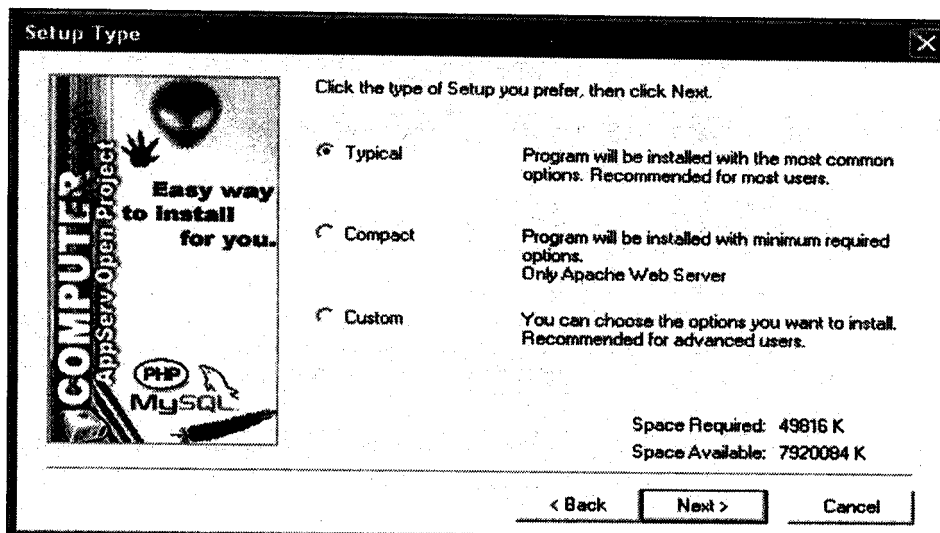 Setup Type
Click the type of Setup you prefer, then click Next.
Typical
Program will be installed with the most common
options. Recommended for most users.
Compact
Program will be installed with minimum required
options.
Only Apache Web Server
Custom
You can choose the options you want to install.
Recommended for advanced users.
COMPUTER
AppServ Open Project
Easy way
to install
for you.
PHP
MySQL
Space Required: 49816 K
Space Available: 7920084 K
< Back
Next >
Cancel